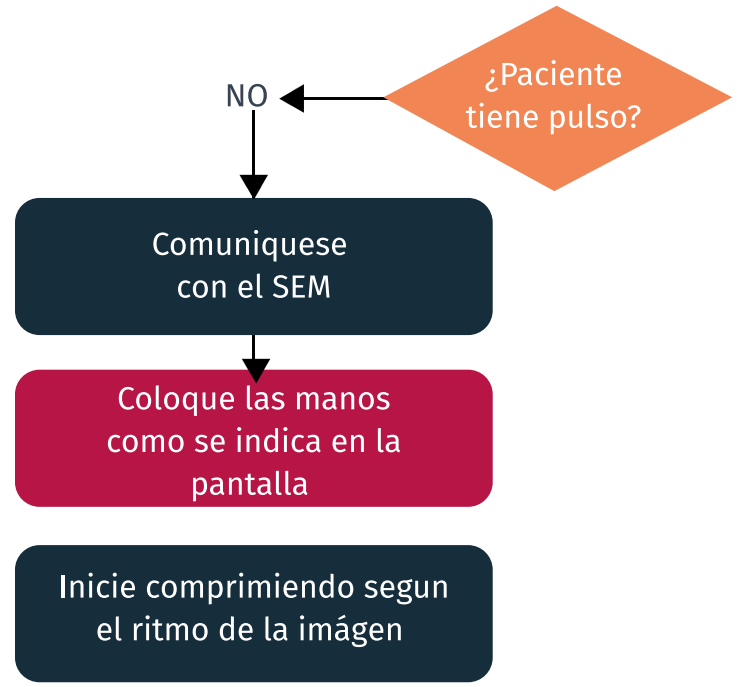 ¿Paciente
tiene pulso?
NO
Comuniquese
con el SEM
Coloque las manos
como se indica en la
pantalla
Inicie comprimiendo segun
el ritmo de la imágen